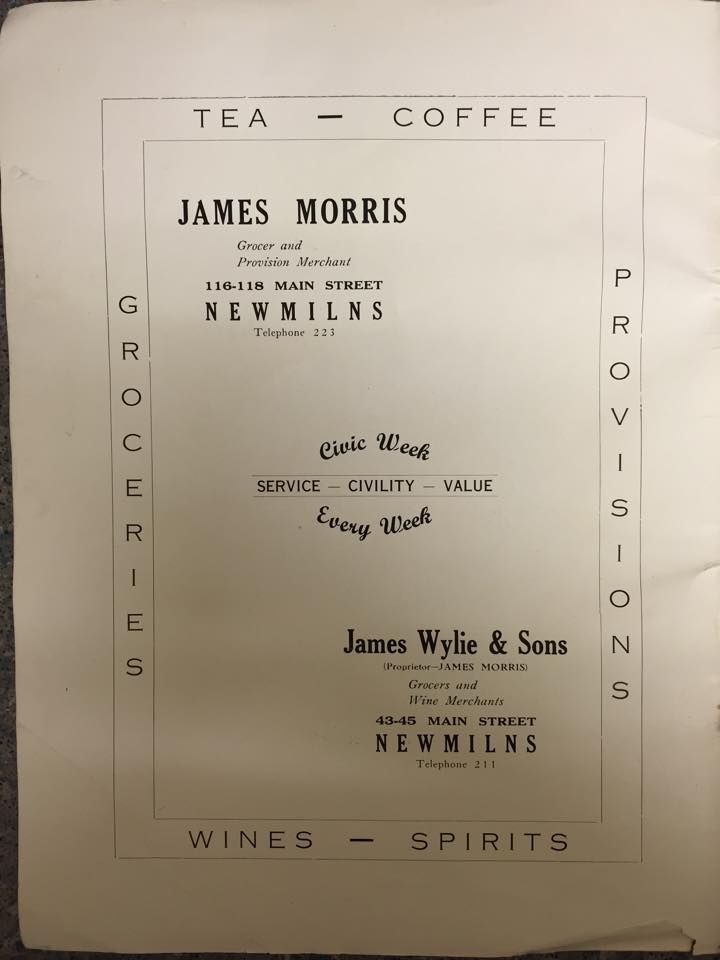 TEA — COFFEE
JAMES MORRIS
Grocer and
Provision Merchant
116-118 MAIN STREET
NEWMILNS
Telephone 223
GROCERIES
PROVISIONS
Civic Week
SERVICE — CIVILITY — VALUE
Every Week
James Wylie & Sons
(Proprietor—JAMES MORRIS)
Grocers and
Wine Merchants
43-45 MAIN STREET
NEWMILNS
Telephone 211
WINES — SPIRITS